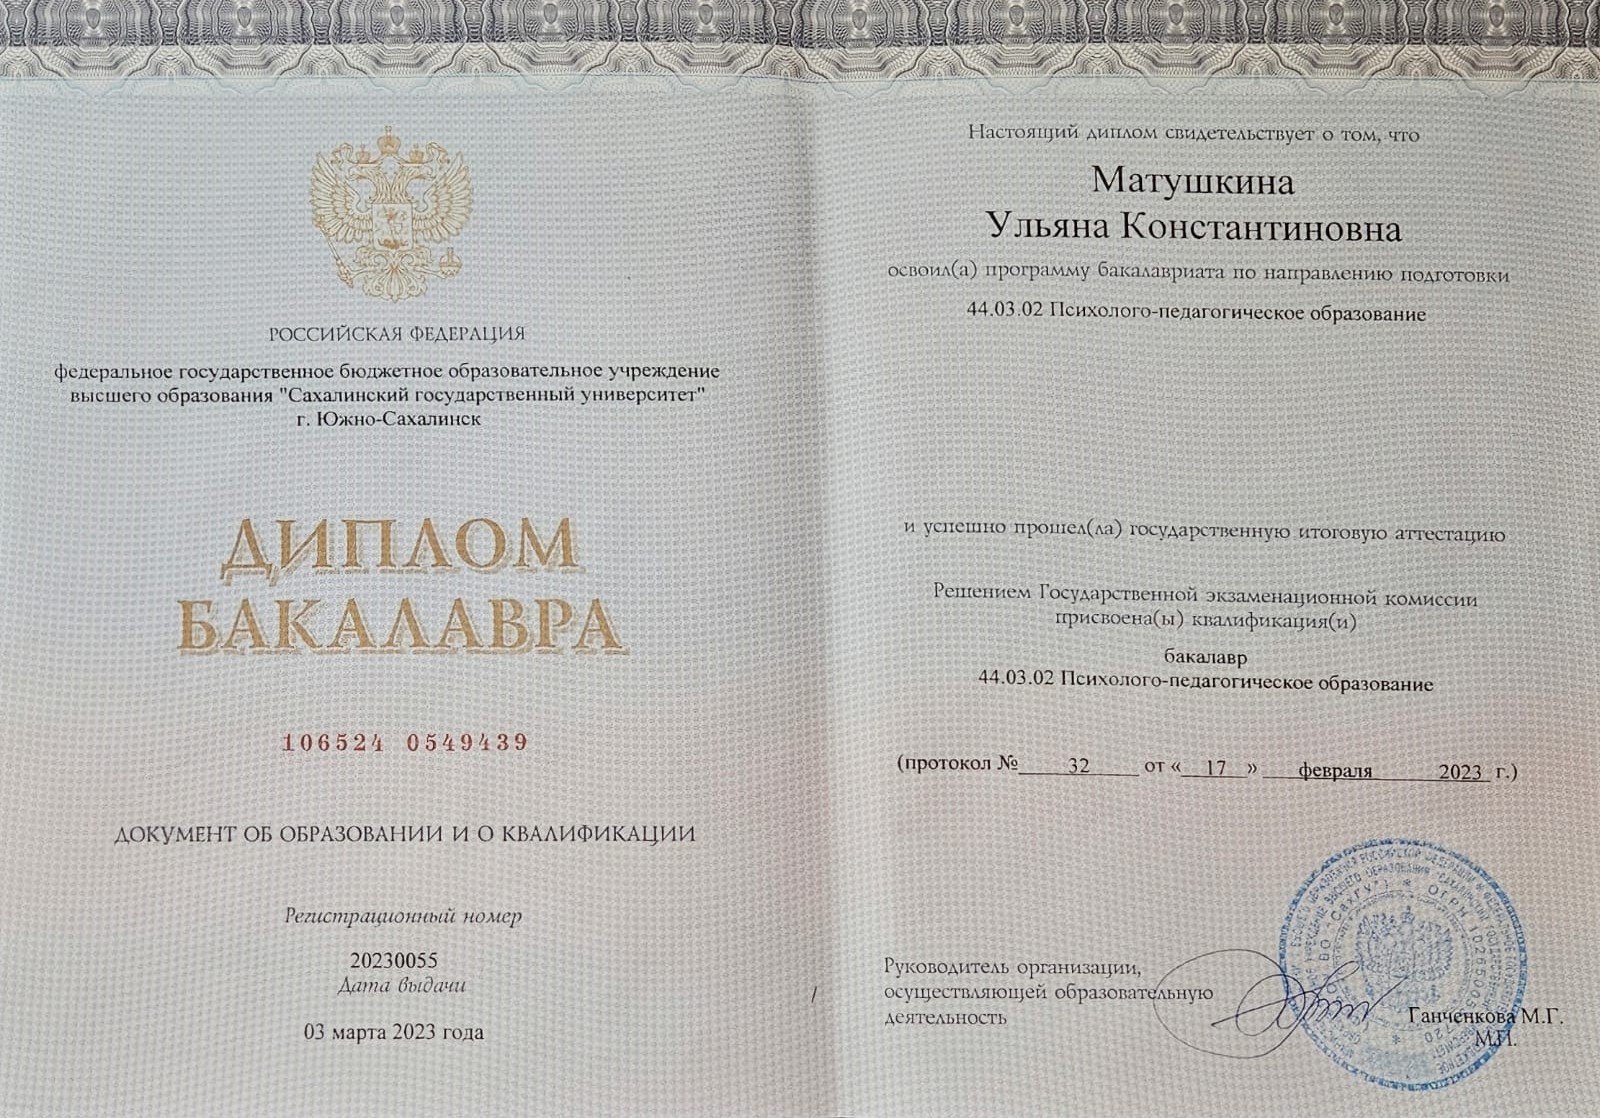 РОССИЙСКАЯ ФЕДЕРАЦИЯ
федеральное государственное бюджетное образовательное учреждение
высшего образования "Сахалинский государственный университет"
г. Южно-Сахалинск
ДИПЛОМ
БАКАЛАВРА
106524 0549439
ДОКУМЕНТ ОБ ОБРАЗОВАНИИ И О КВАЛИФИКАЦИИ
Регистрационный номер
20230055
Дата выдачи
03 марта 2023 года
Настоящий диплом свидетельствует о том, что
Матушкина
Ульяна Константиновна
освоил(а) программу бакалавриата по направлению подготовки
44.03.02 Психолого-педагогическое образование
и успешно прошел(ла) государственную итоговую аттестацию
Решением Государственной экзаменационной комиссии
присвоена(ы) квалификация(и)
бакалавр
44.03.02 Психолого-педагогическое образование
(протокол № 32 от « 17 » февраля 2023 г.)
Руководитель организации,
осуществляющей образовательную
деятельность
Ганченкова М.Г.
М.П.